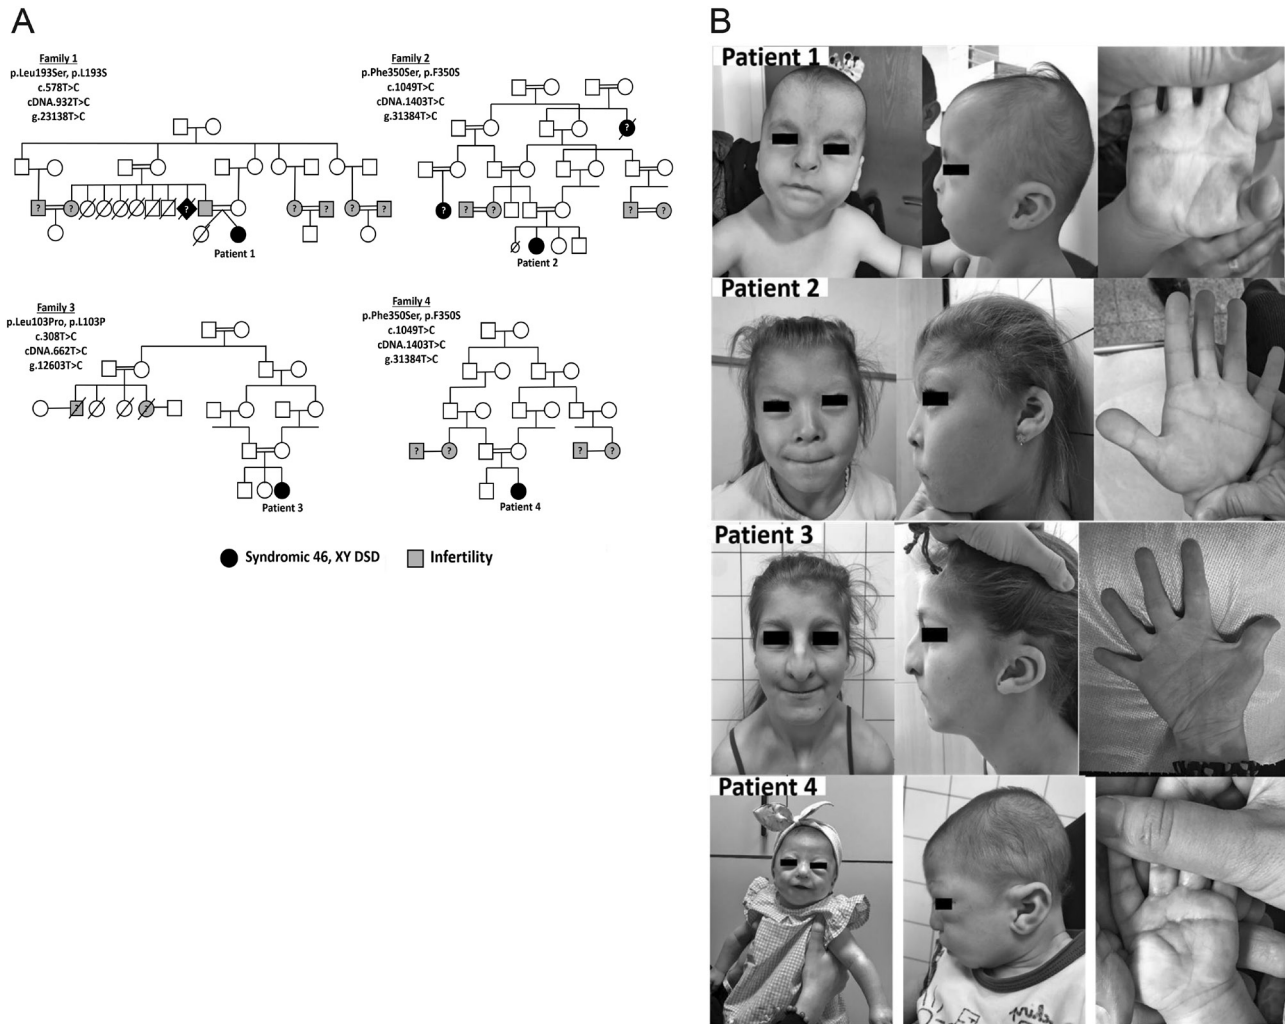 A
B
Family 1
p.Leu193Ser, p.L193S
c.578T>C
cDNA.932T>C
g.23138T>C
? ? ? ? ? ? ?
Patient 1
Family 2
p.Phe350Ser, p.F350S
c.1049T>C
cDNA.1403T>C
g.31384T>C
?
? ? ? ? ?
Patient 2
Family 3
p.Leu103Pro, p.L103P
c.308T>C
cDNA.662T>C
g.12603T>C
Patient 3
Family 4
p.Phe350Ser, p.F350S
c.1049T>C
cDNA.1403T>C
g.31384T>C
? ? ? ?
Patient 4
Syndromic 46, XY DSD
Infertility
Patient 1
Patient 2
Patient 3
Patient 4